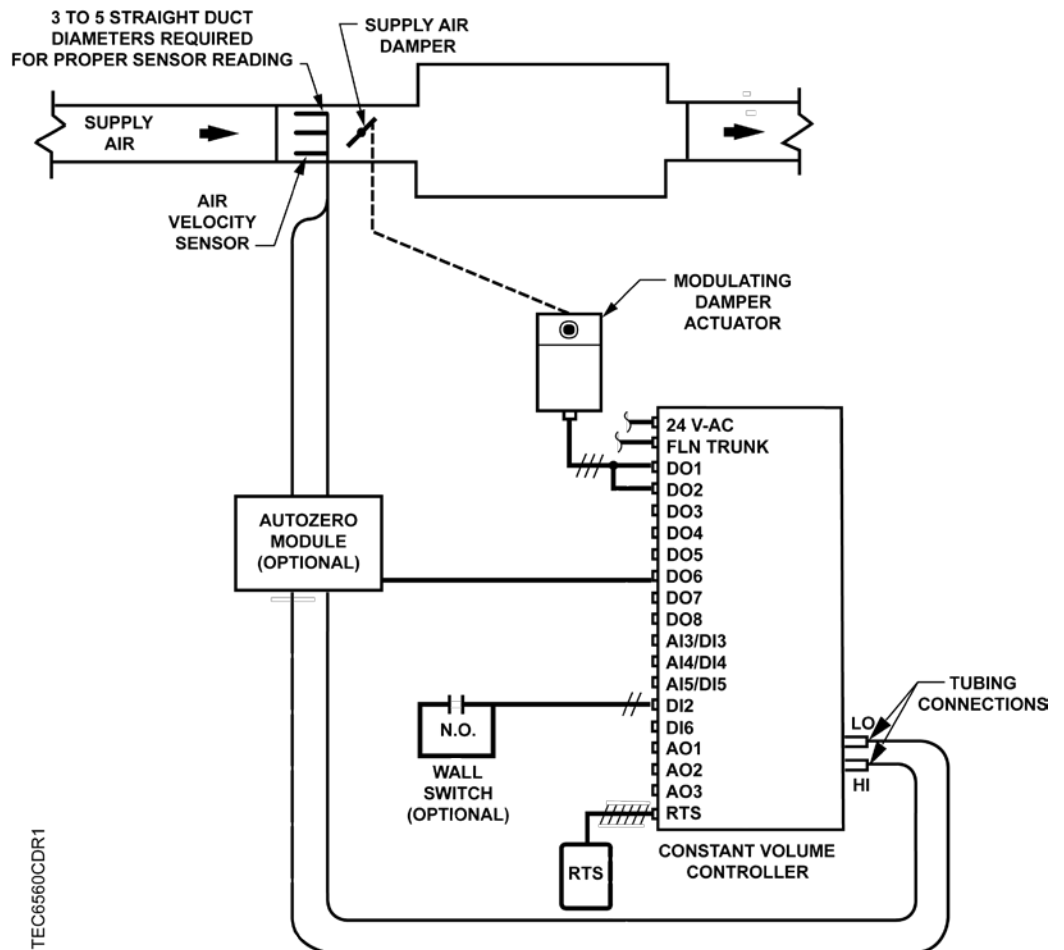 3 TO 5 STRAIGHT DUCT
DIAMETERS REQUIRED
FOR PROPER SENSOR READING
SUPPLY AIR
DAMPER
SUPPLY
AIR
AIR
VELOCITY
SENSOR
MODULATING
DAMPER
ACTUATOR
24 V-AC
FLN TRUNK
DO1
DO2
DO3
DO4
DO5
DO6
DO7
DO8
AI3/DI3
AI4/DI4
AI5/DI5
DI2
DI6
AO1
AO2
AO3
RTS
AUTOZERO
MODULE
(OPTIONAL)
N.O.
WALL
SWITCH
(OPTIONAL)
TUBING
CONNECTIONS
LO
HI
RTS
CONSTANT VOLUME
CONTROLLER
TEC6560CDR1